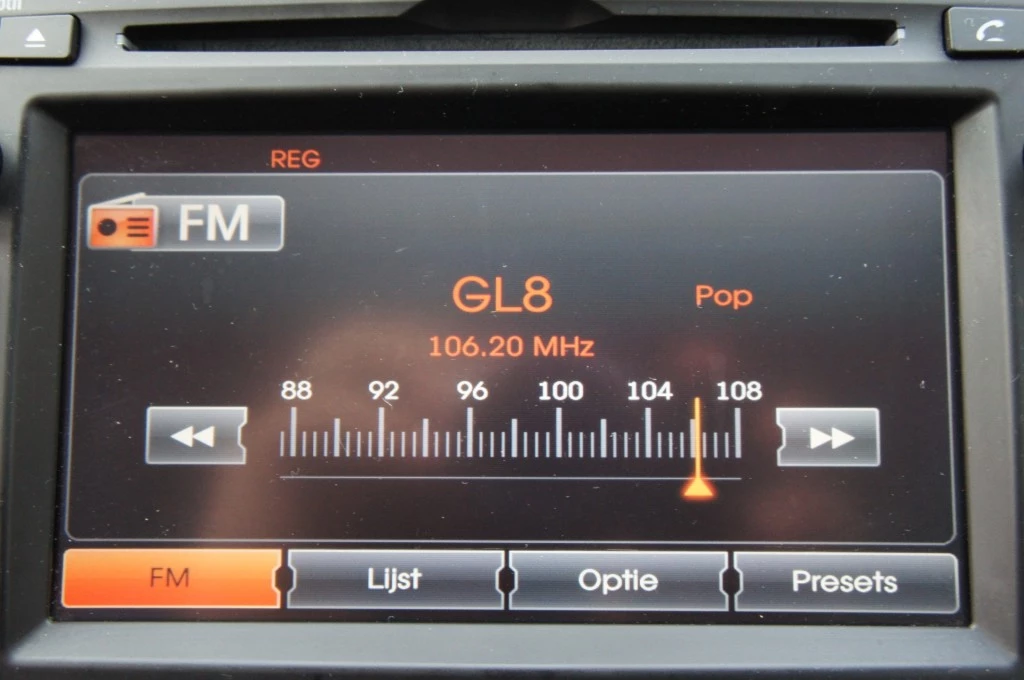 REG
FM
GL8 Pop
106.20 MHz
88 92 96 100 104 108
FM Lijst Optie Presets